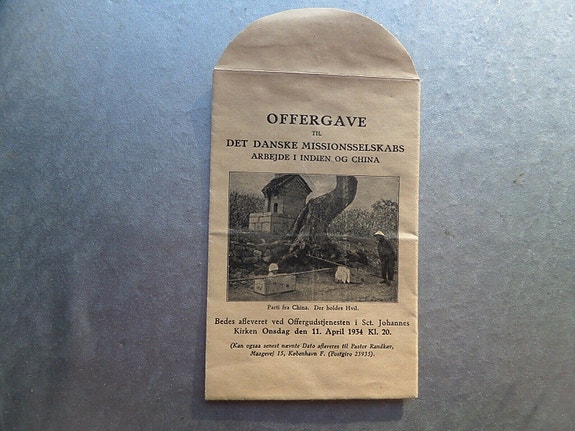 OFFERGAVE
TIL
DET DANSKE MISSIONSSELSKABS
ARBEJDE I INDIEN OG CHINA
Parti fra China. Der holdes Hvil.
Bedes afleveret ved Offergudstjenesten i Sct. Johannes
Kirken Onsdag den 11. April 1934 Kl. 20.
(Kan ogsaa senest nævnte Dato afleveres til Pastor Randkær,
Maagevej 15, København F. (Postgiro 23935).